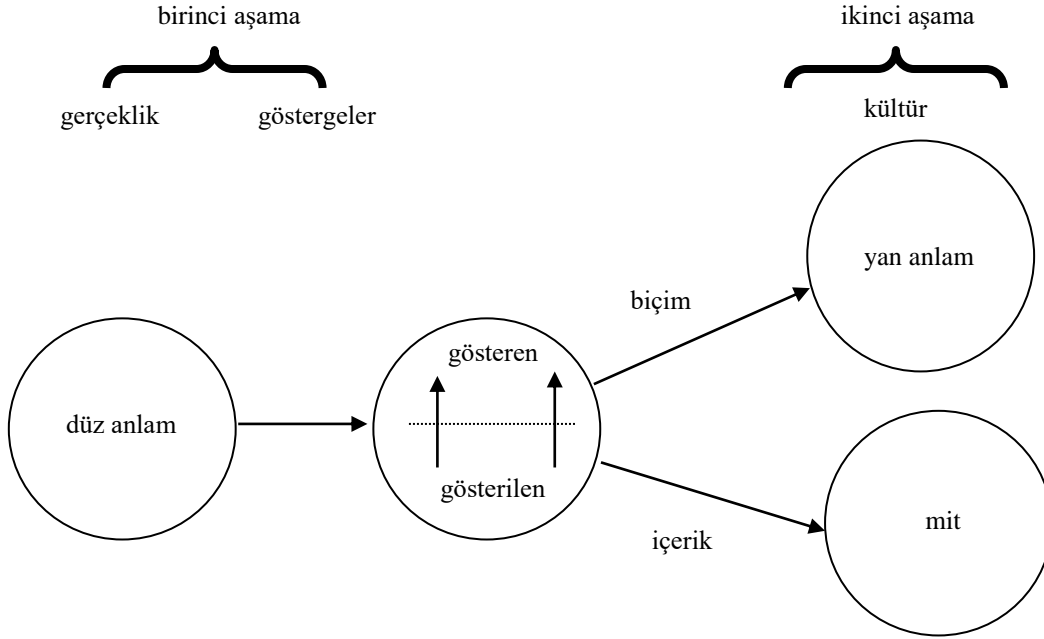 birinci aşama
ikinci aşama
gerçeklik
göstergeler
kültür
yan anlam
biçim
gösteren
düz anlam
gösterilen
içerik
mit